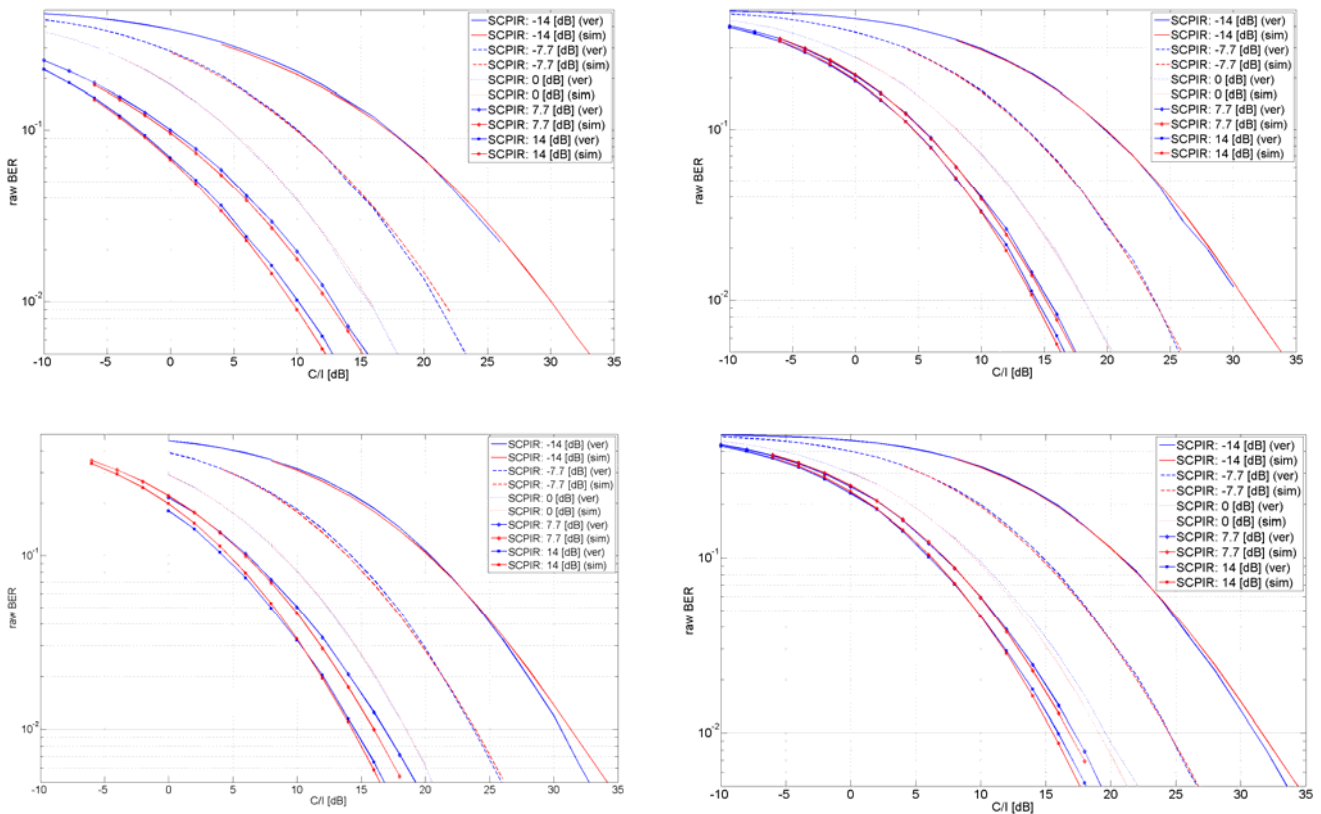 SCPIR: -14 [dB] (ver)
SCPIR: -14 [dB] (sim)
SCPIR: -7.7 [dB] (ver)
SCPIR: -7.7 [dB] (sim)
SCPIR: 0 [dB] (ver)
SCPIR: 0 [dB] (sim)
SCPIR: 7.7 [dB] (ver)
SCPIR: 7.7 [dB] (sim)
SCPIR: 14 [dB] (ver)
SCPIR: 14 [dB] (sim)
raw BER
10-1
10-2
-10 -5 0 5 10 15 20 25 30 35
C/I [dB]
SCPIR: -14 [dB] (ver)
SCPIR: -14 [dB] (sim)
SCPIR: -7.7 [dB] (ver)
SCPIR: -7.7 [dB] (sim)
SCPIR: 0 [dB] (ver)
SCPIR: 0 [dB] (sim)
SCPIR: 7.7 [dB] (ver)
SCPIR: 7.7 [dB] (sim)
SCPIR: 14 [dB] (ver)
SCPIR: 14 [dB] (sim)
raw BER
10-1
10-2
-10 -5 0 5 10 15 20 25 30 35
C/I [dB]
SCPIR: -14 [dB] (ver)
SCPIR: -14 [dB] (sim)
SCPIR: -7.7 [dB] (ver)
SCPIR: -7.7 [dB] (sim)
SCPIR: 0 [dB] (ver)
SCPIR: 0 [dB] (sim)
SCPIR: 7.7 [dB] (ver)
SCPIR: 7.7 [dB] (sim)
SCPIR: 14 [dB] (ver)
SCPIR: 14 [dB] (sim)
raw BER
10-1
10-2
-10 -5 0 5 10 15 20 25 30 35
C/I [dB]
SCPIR: -14 [dB] (ver)
SCPIR: -14 [dB] (sim)
SCPIR: -7.7 [dB] (ver)
SCPIR: -7.7 [dB] (sim)
SCPIR: 0 [dB] (ver)
SCPIR: 0 [dB] (sim)
SCPIR: 7.7 [dB] (ver)
SCPIR: 7.7 [dB] (sim)
SCPIR: 14 [dB] (ver)
SCPIR: 14 [dB] (sim)
raw BER
10-1
10-2
-10 -5 0 5 10 15 20 25 30 35
C/I [dB]